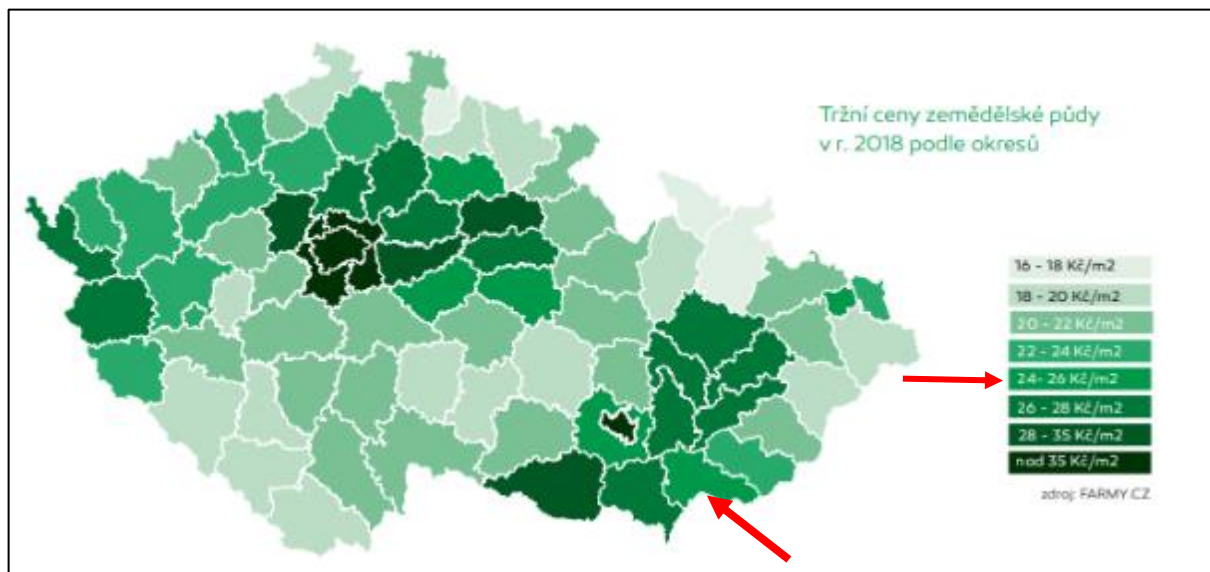 Tržní ceny zemědělské půdy
v r. 2018 podle okresů
16 - 18 Kč/m2
18 - 20 Kč/m2
20 - 22 Kč/m2
22 - 24 Kč/m2
24- 26 Kč/m2
26 - 28 Kč/m2
28 - 35 Kč/m2
nad 35 Kč/m2
zdroj: FARMY.CZ